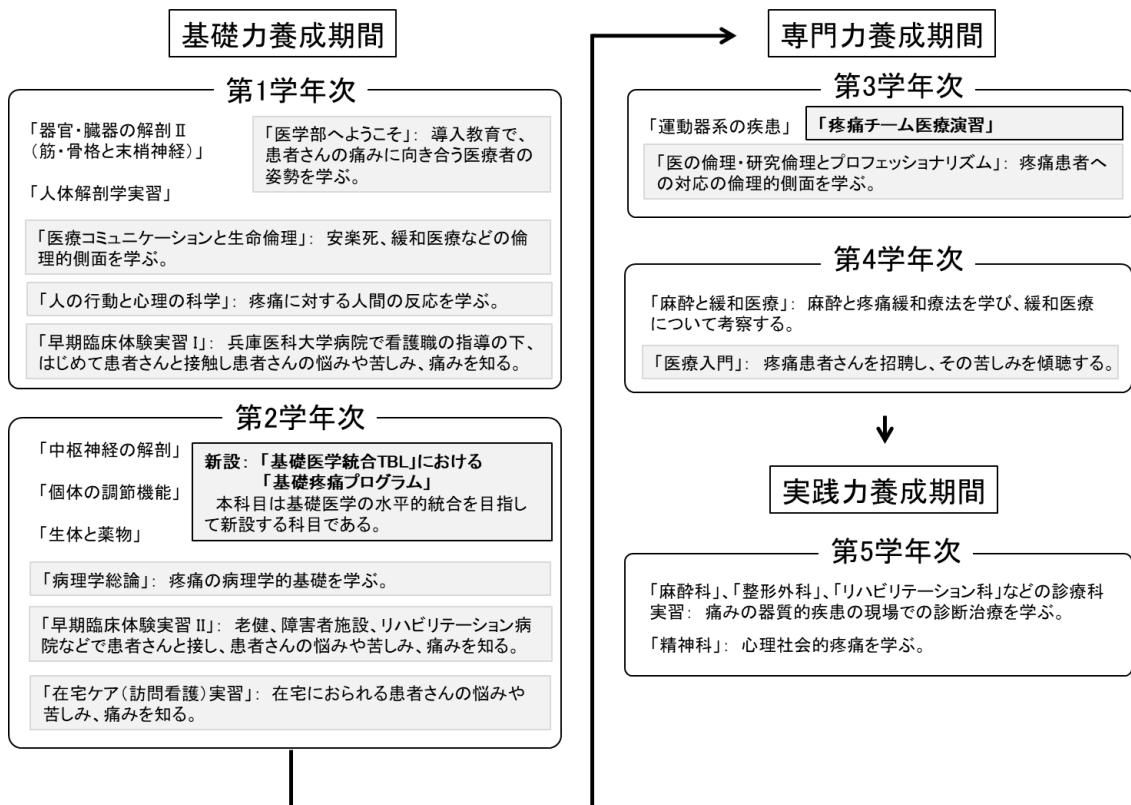 基礎力養成期間
第1学年次
「器官・臓器の解剖Ⅱ
(筋・骨格と末梢神経)」
「医学部へようこそ」: 導入教育で、
患者さんの痛みに向き合う医療者の
姿勢を学ぶ。
「人体解剖学実習」
「医療コミュニケーションと生命倫理」: 安楽死、緩和医療などの倫
理的側面を学ぶ。
「人の行動と心理の科学」: 疼痛に対する人間の反応を学ぶ。
「早期臨床体験実習Ⅰ」: 兵庫医科大学病院で看護職の指導の下、
はじめて患者さんと接触し患者さんの悩みや苦しみ、痛みを知る。
第2学年次
「中枢神経の解剖」
「個体の調節機能」
「生体と薬物」
新設: 「基礎医学統合TBL」における
「基礎疼痛プログラム」
本科目は基礎医学の水平的統合を目指し
て新設する科目である。
「病理学総論」: 疼痛の病理学的基礎を学ぶ。
「早期臨床体験実習Ⅱ」: 老健、障害者施設、リハビリテーション病
院などで患者さんと接し、患者さんの悩みや苦しみ、痛みを知る。
「在宅ケア(訪問看護)実習」: 在宅におられる患者さんの悩みや
苦しみ、痛みを知る。
専門力養成期間
第3学年次
「運動器系の疾患」
「疼痛チーム医療演習」
「医の倫理・研究倫理とプロフェッショナリズム」: 疼痛患者へ
の対応の倫理的側面を学ぶ。
第4学年次
「麻酔と緩和医療」: 麻酔と疼痛緩和療法を学び、緩和医療
について考察する。
「医療入門」: 疼痛患者さんを招聘し、その苦しみを傾聴する。
実践力養成期間
第5学年次
「麻酔科」、「整形外科」、「リハビリテーション科」などの診療科
実習: 痛みの器質的疾患の現場での診断治療を学ぶ。
「精神科」: 心理社会的疼痛を学ぶ。